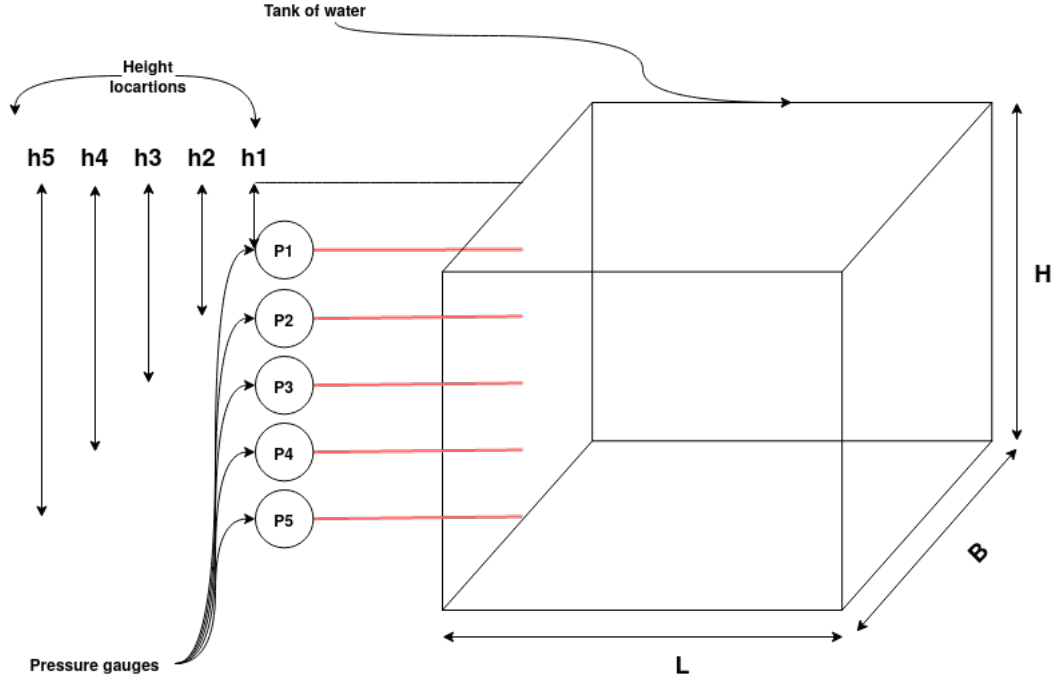 Tank of water
Height
locartions
h5 h4 h3 h2 h1
P1
P2
P3
P4
P5
H
B
L
Pressure gauges